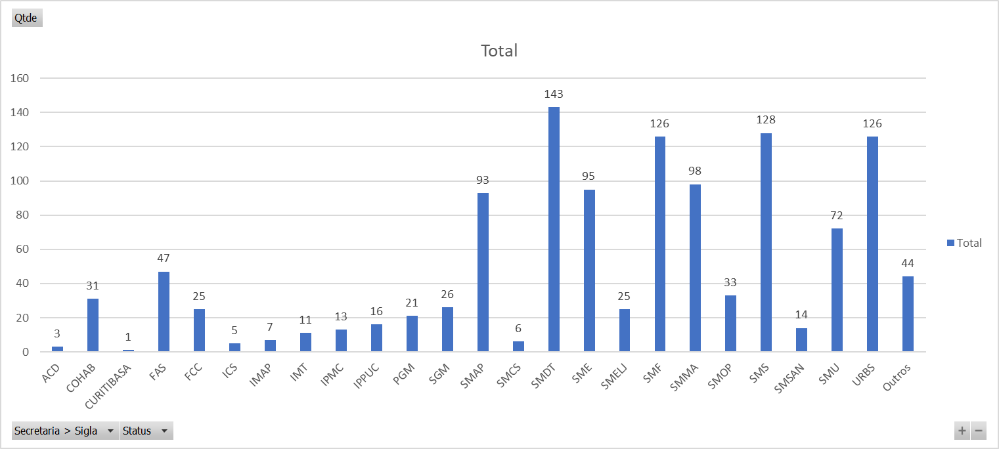 Qtde
Total
160
140
120
100
80
60
40
20
0
3
31
1
47
25
5
7
11
13
16
21
26
93
6
143
95
25
126
98
33
128
14
72
126
44
ACD
COHAB
CURITIBASA
FAS
FCC
ICS
IMAP
IMT
IPMC
IPPUC
PGM
SGM
SMAP
SMCS
SMDT
SME
SMELJ
SMF
SMMA
SMOP
SMS
SMSAN
SMU
URBS
Outros
Total
Secretaria > Sigla
Status